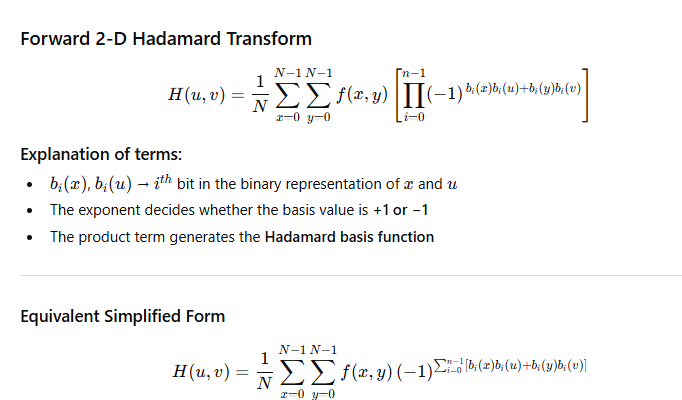 Forward 2-D Hadamard Transform
H(u, v) = \frac{1}{N} \sum_{x=0}^{N-1} \sum_{y=0}^{N-1} f(x, y) \left[ \prod_{i=0}^{n-1} (-1)^{b_i(x)b_i(u)+b_i(y)b_i(v)} \right]
Explanation of terms:
• b_i(x), b_i(u) → i^{th} bit in the binary representation of x and u
• The exponent decides whether the basis value is +1 or −1
• The product term generates the Hadamard basis function
Equivalent Simplified Form
H(u, v) = \frac{1}{N} \sum_{x=0}^{N-1} \sum_{y=0}^{N-1} f(x, y) (-1)^{\sum_{i=0}^{n-1} [b_i(x)b_i(u)+b_i(y)b_i(v)]}